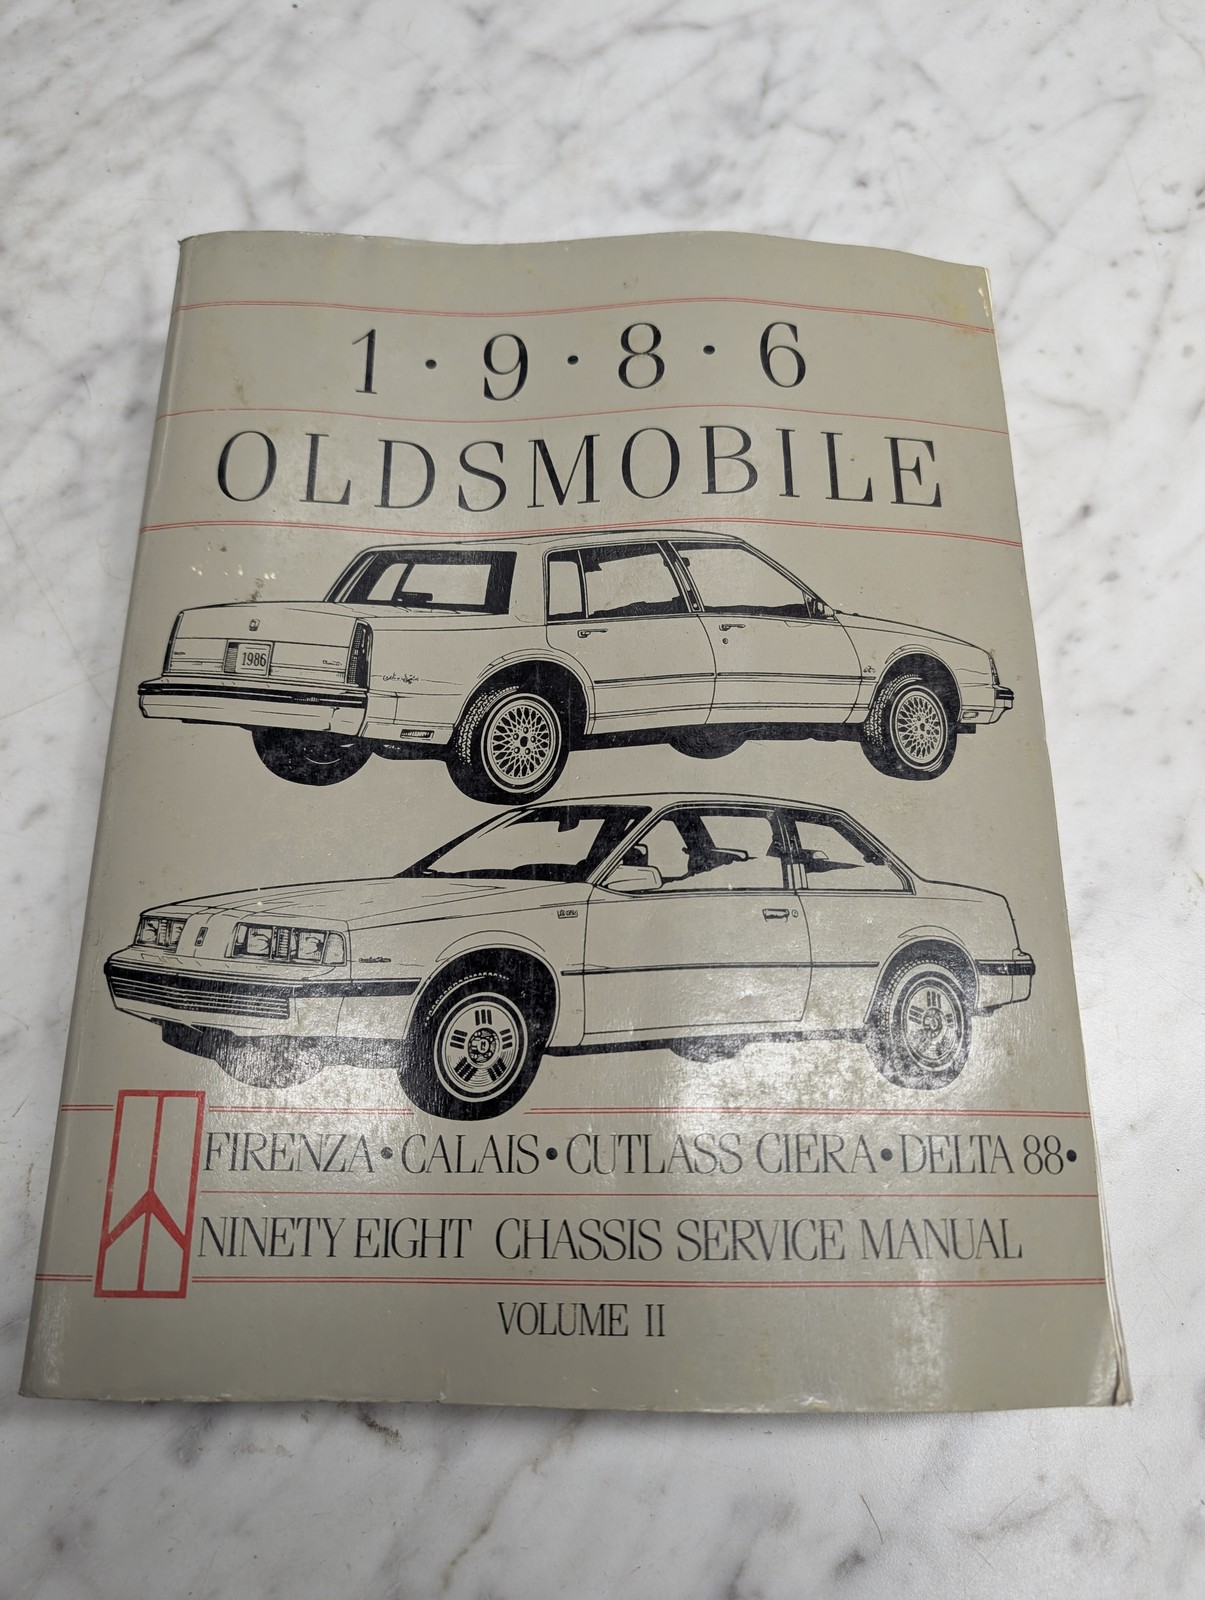 1•9•8•6
OLDSMOBILE
1986
FIRENZA•CALAIS•CUTLASS CIERA•DELTA 88•
NINETY EIGHT CHASSIS SERVICE MANUAL
VOLUME II